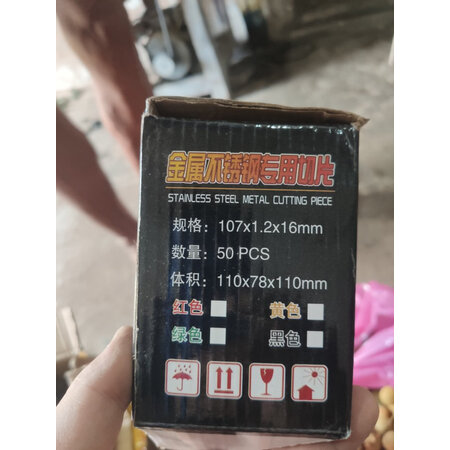 金属不锈钢专用切片
STAINLESS STEEL METAL CUTTING PIECE
规格：107x1.2x16mm
数量：50 PCS
体积：110x78x110mm
红色 黄色
绿色 黑色